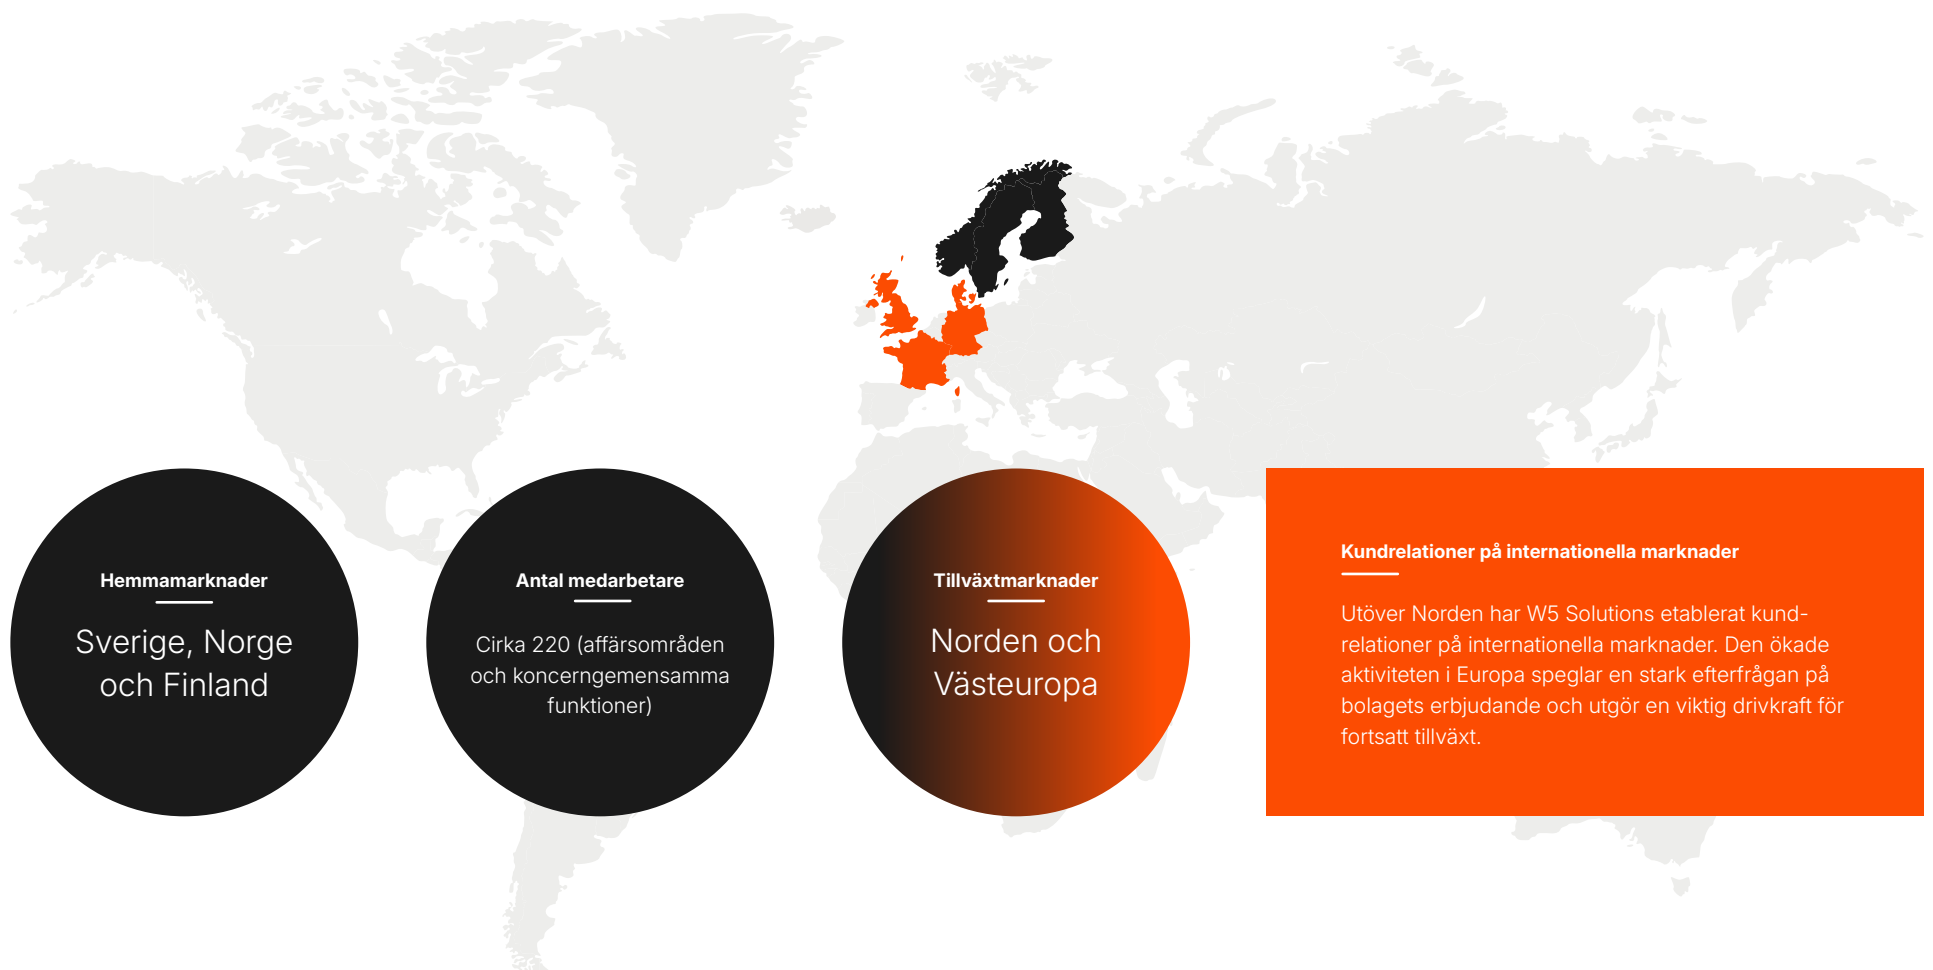 Hemmamarknader
Sverige, Norge
och Finland
Antal medarbetare
Cirka 220 (affärsområden
och koncerngemensamma
funktioner)
Tillväxtmarknader
Norden och
Västeuropa
Kundrelationer på internationella marknader
Utöver Norden har W5 Solutions etablerat kund-
relationer på internationella marknader. Den ökade
aktiviteten i Europa speglar en stark efterfrågan på
bolagets erbjudande och utgör en viktig drivkraft för
fortsatt tillväxt.